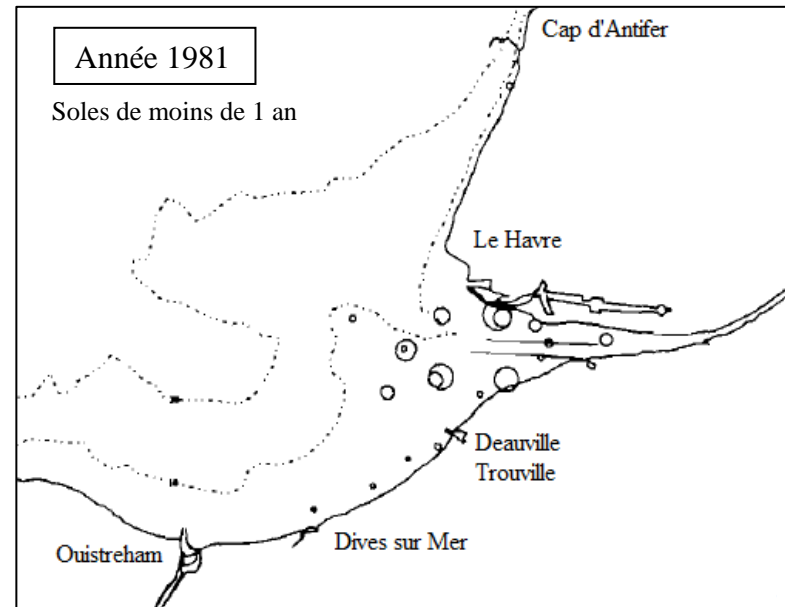 Cap d'Antifer
Année 1981
Soles de moins de 1 an
Le Havre
Deauville
Trouville
Ouistreham
Dives sur Mer